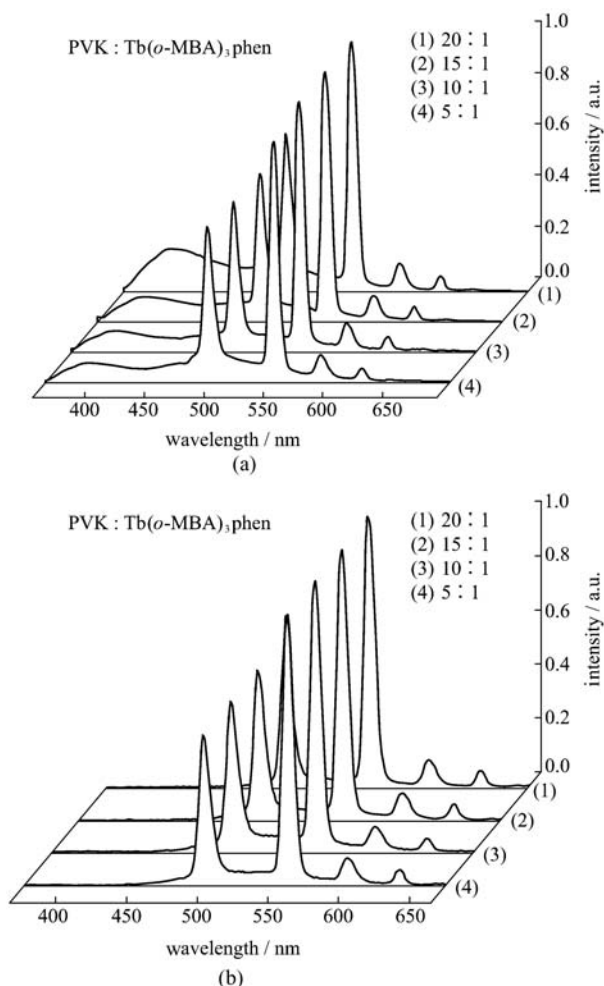 PVK : Tb(o-MBA)₃phen
(1) 20∶1
(2) 15∶1
(3) 10∶1
(4) 5∶1
1.0
0.8
0.6
0.4
0.2
0.0
intensity / a.u.
(1)
(2)
(3)
(4)
400 450 500 550 600 650
wavelength / nm
(a)
PVK : Tb(o-MBA)₃phen
(1) 20∶1
(2) 15∶1
(3) 10∶1
(4) 5∶1
1.0
0.8
0.6
0.4
0.2
0.0
intensity / a.u.
(1)
(2)
(3)
(4)
400 450 500 550 600 650
wavelength / nm
(b)